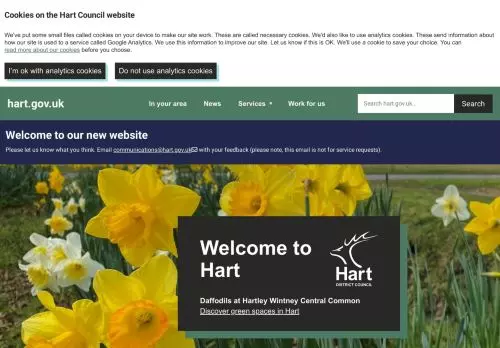 Cookies on the Hart Council website
We've put some small files called cookies on your device to make our site work. These are called necessary cookies. We'd also like to use analytics cookies. These send information about
how our site is used to a service called Google Analytics. We use this information to improve our site. Let us know if this is OK. We'll use a cookie to save your choice. You can
read more about our cookies before you choose.
I'm ok with analytics cookies Do not use analytics cookies
hart.gov.uk In your area News Services Work for us Search hart.gov.uk... Search
Welcome to our new website
Please let us know what you think. Email communications@hart.gov.uk with your feedback (please note, this email is not for service requests).
Welcome to
Hart
Hart
DISTRICT COUNCIL
Daffodils at Hartley Wintney Central Common
Discover green spaces in Hart